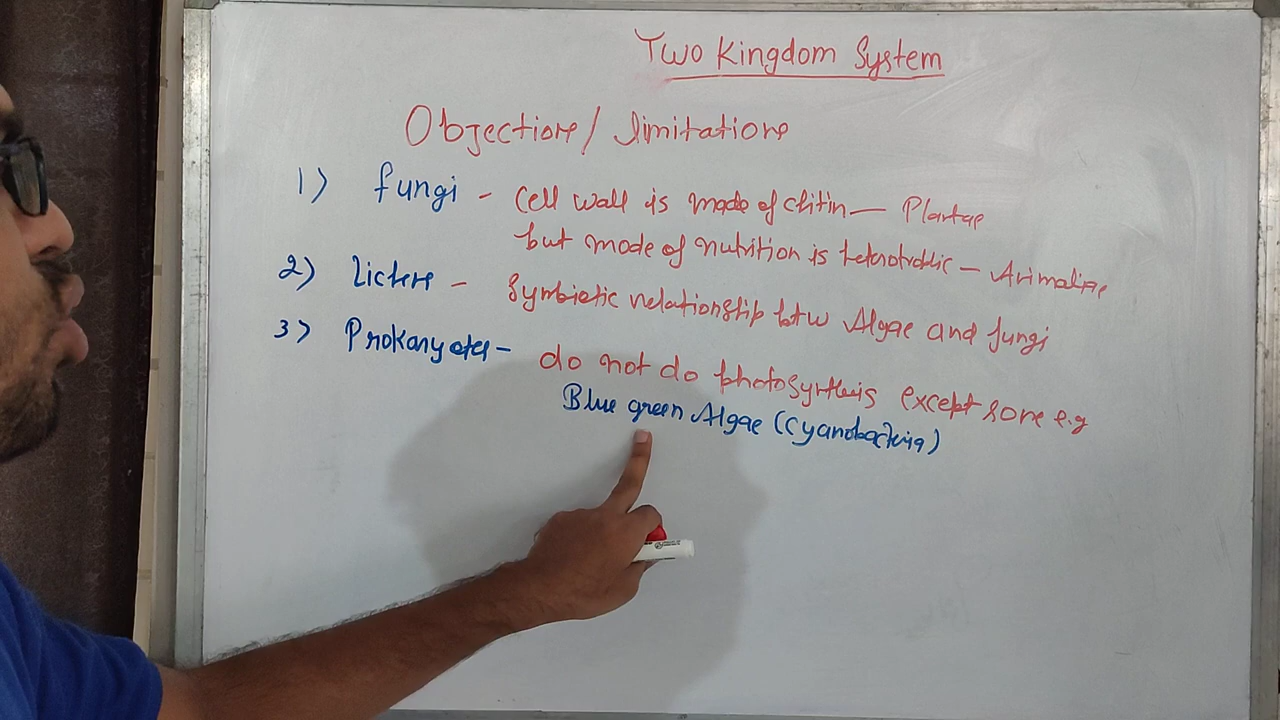 Two Kingdom System
Objections/ limitations
1) fungi - Cell wall is made of chitin — Plantae
but mode of nutrition is heterotrophic — Animaliae
2) Lichens - Symbiotic relationship btw Algae and fungi
3) Prokaryotes - do not do photosynthesis except some e.g
Blue green Algae (Cyanobacteria)